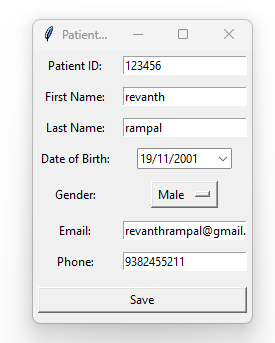 Patient...
Patient ID: 123456
First Name: revanth
Last Name: rampal
Date of Birth: 19/11/2001
Gender: Male
Email: revanthrampal@gmail.
Phone: 9382455211
Save